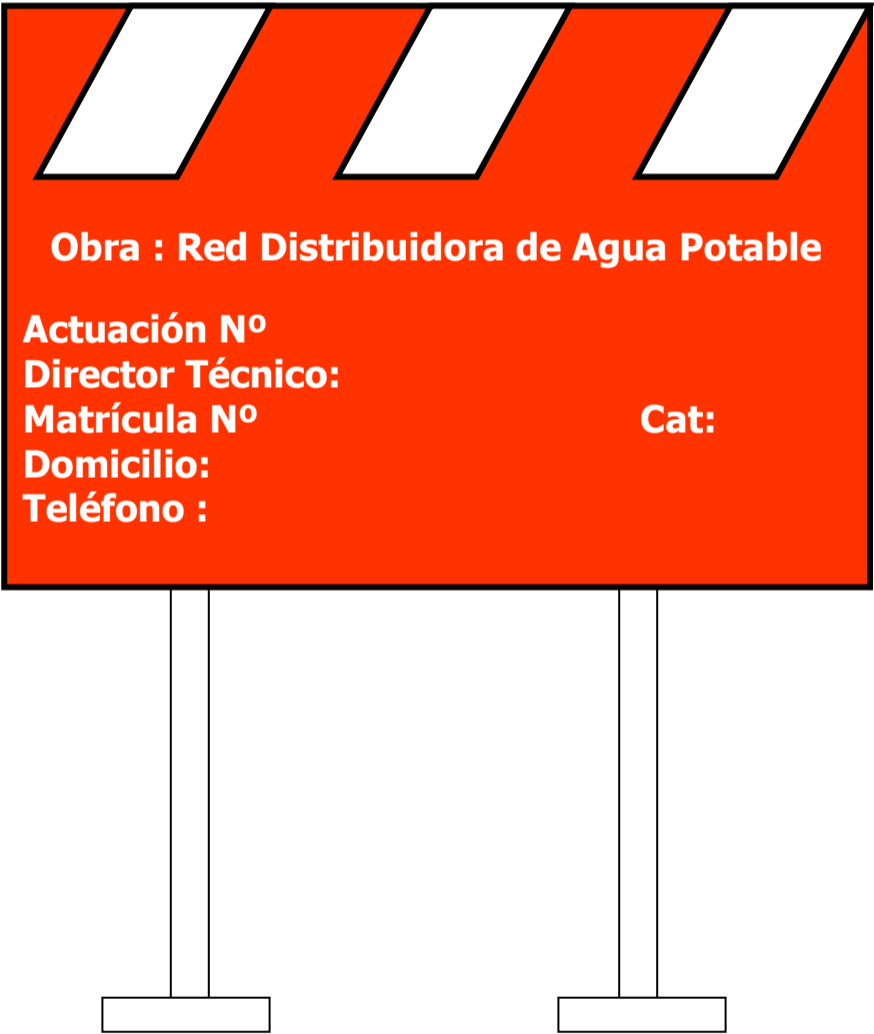 Obra : Red Distribuidora de Agua Potable
Actuación Nº
Director Técnico:
Matrícula Nº Cat:
Domicilio:
Teléfono :